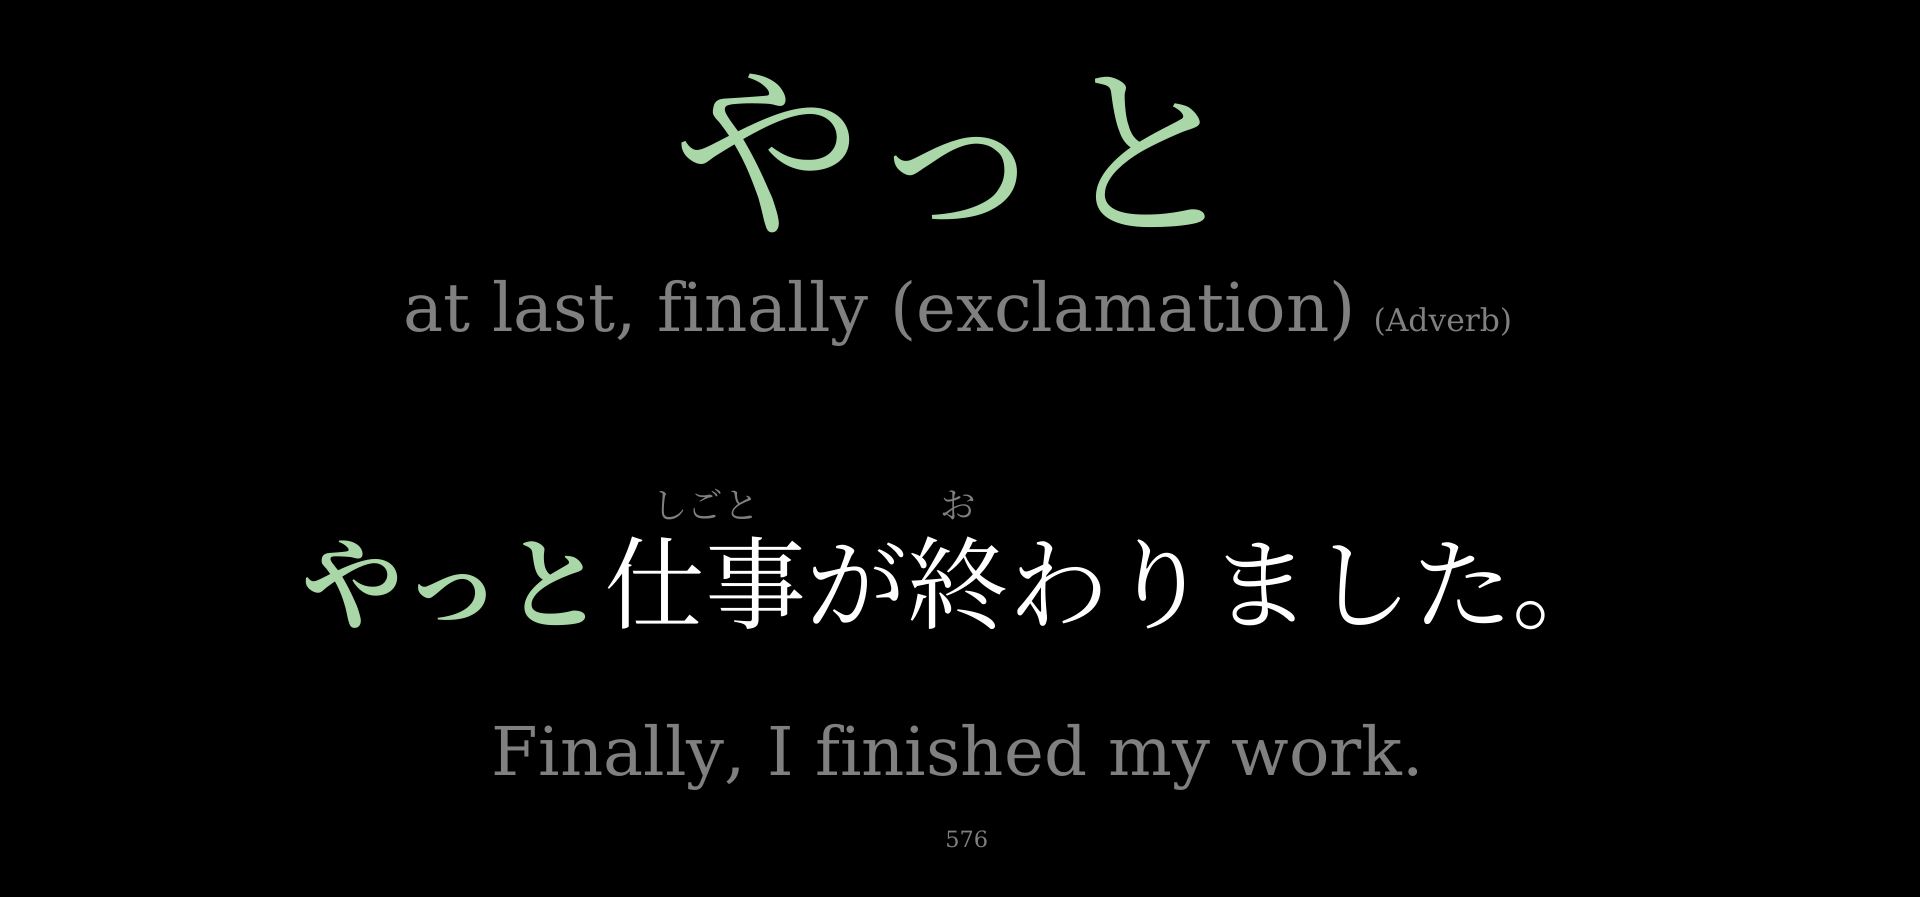 やっと
at last, finally (exclamation) (Adverb)
しごと お
やっと仕事が終わりました。
Finally, I finished my work.
576